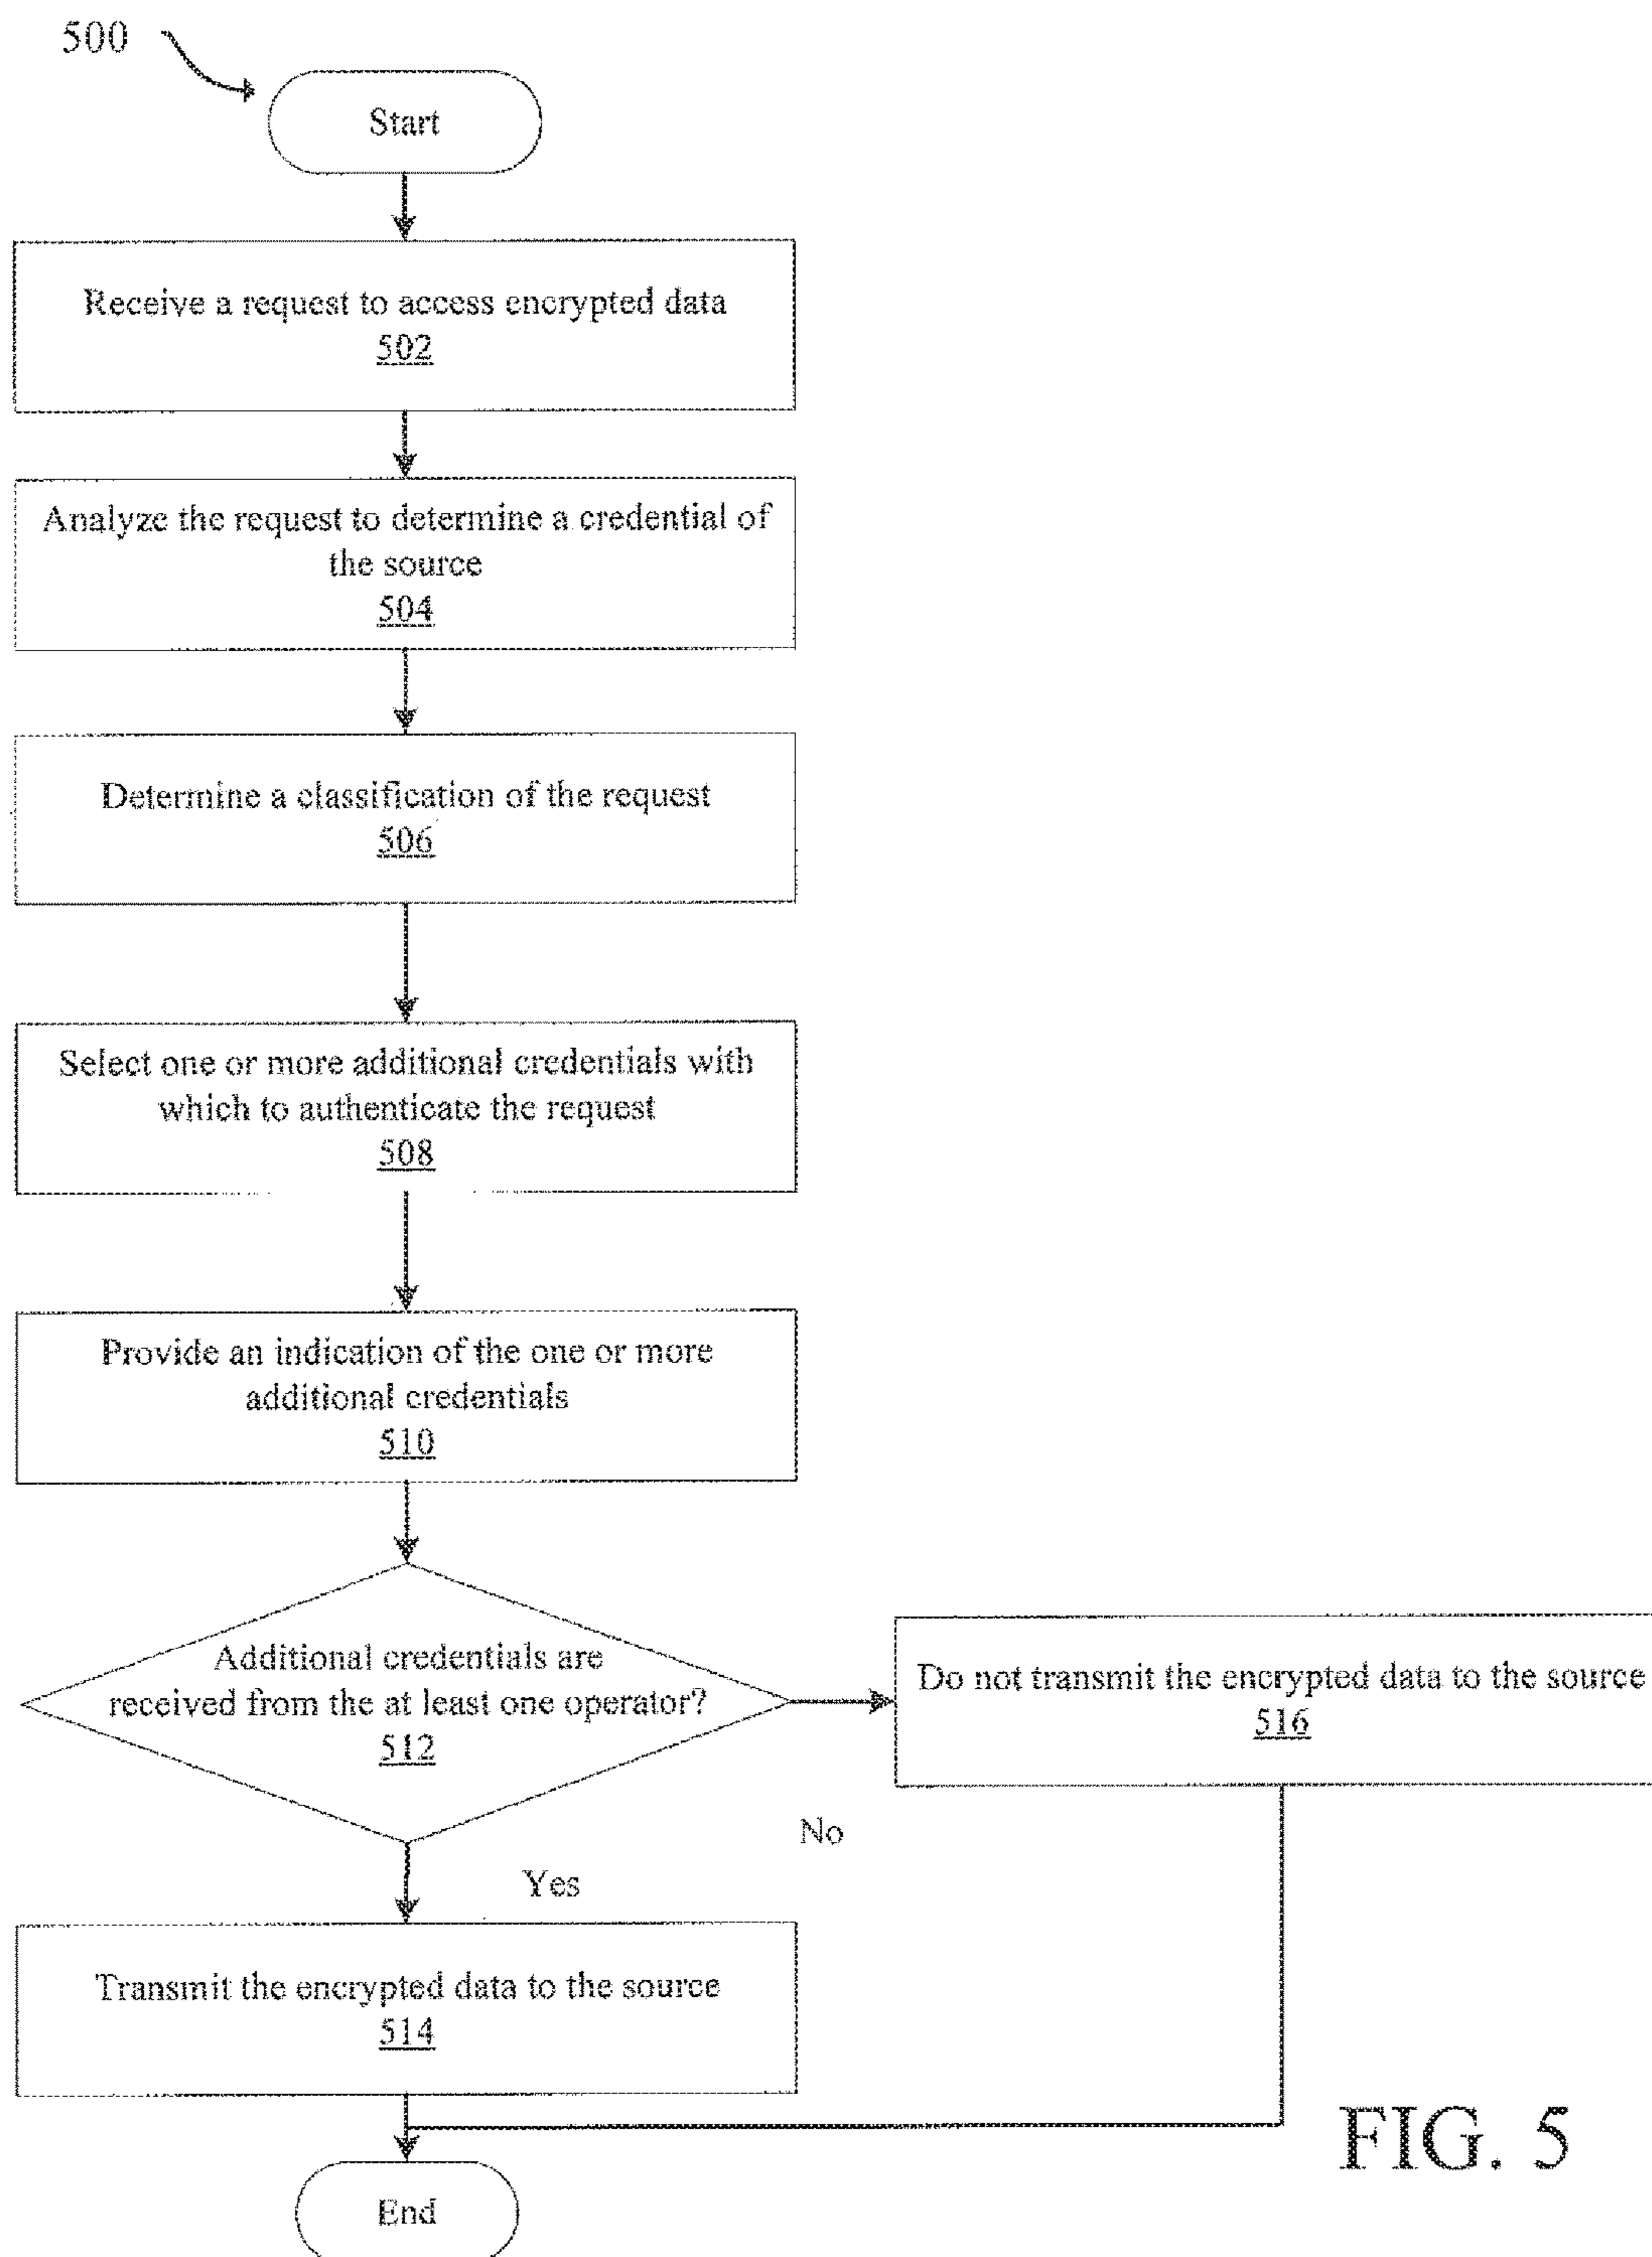 500
Start
Receive a request to access encrypted data
502
Analyze the request to determine a credential of
the source
504
Determine a classification of the request
506
Select one or more additional credentials with
which to authenticate the request
508
Provide an indication of the one or more
additional credentials
510
Additional credentials are
received from the at least one operator?
512
Do not transmit the encrypted data to the source
516
No
Yes
Transmit the encrypted data to the source
514
FIG. 5
End